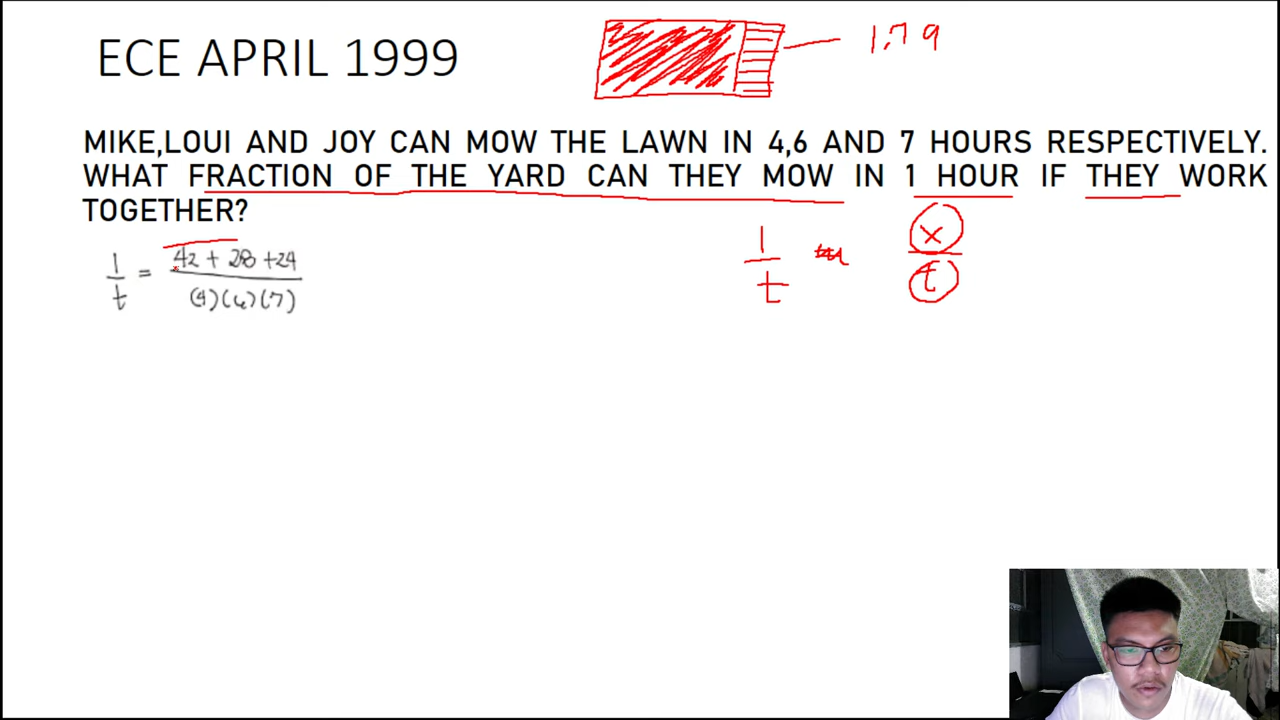 ECE APRIL 1999
1.79
MIKE,LOUI AND JOY CAN MOW THE LAWN IN 4,6 AND 7 HOURS RESPECTIVELY.
WHAT FRACTION OF THE YARD CAN THEY MOW IN 1 HOUR IF THEY WORK
TOGETHER?
1/t = (42 + 28 + 24)/((4)(6)(7))
1/t x/t